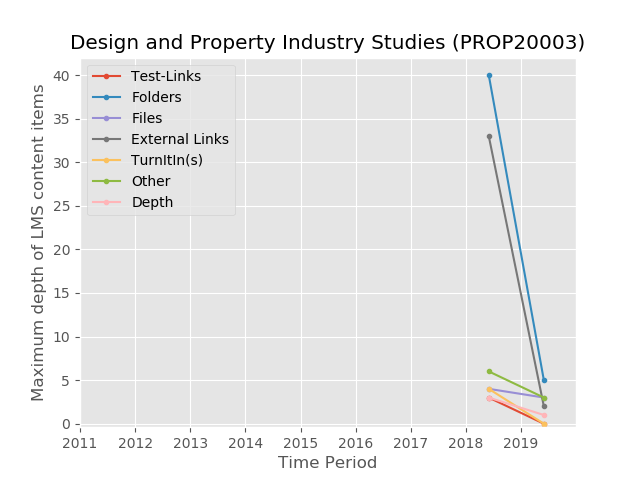 Design and Property Industry Studies (PROP20003)
Test-Links
Folders
Files
External Links
TurnItIn(s)
Other
Depth
Maximum depth of LMS content items
40
35
30
25
20
15
10
5
0
2011 2012 2013 2014 2015 2016 2017 2018 2019
Time Period